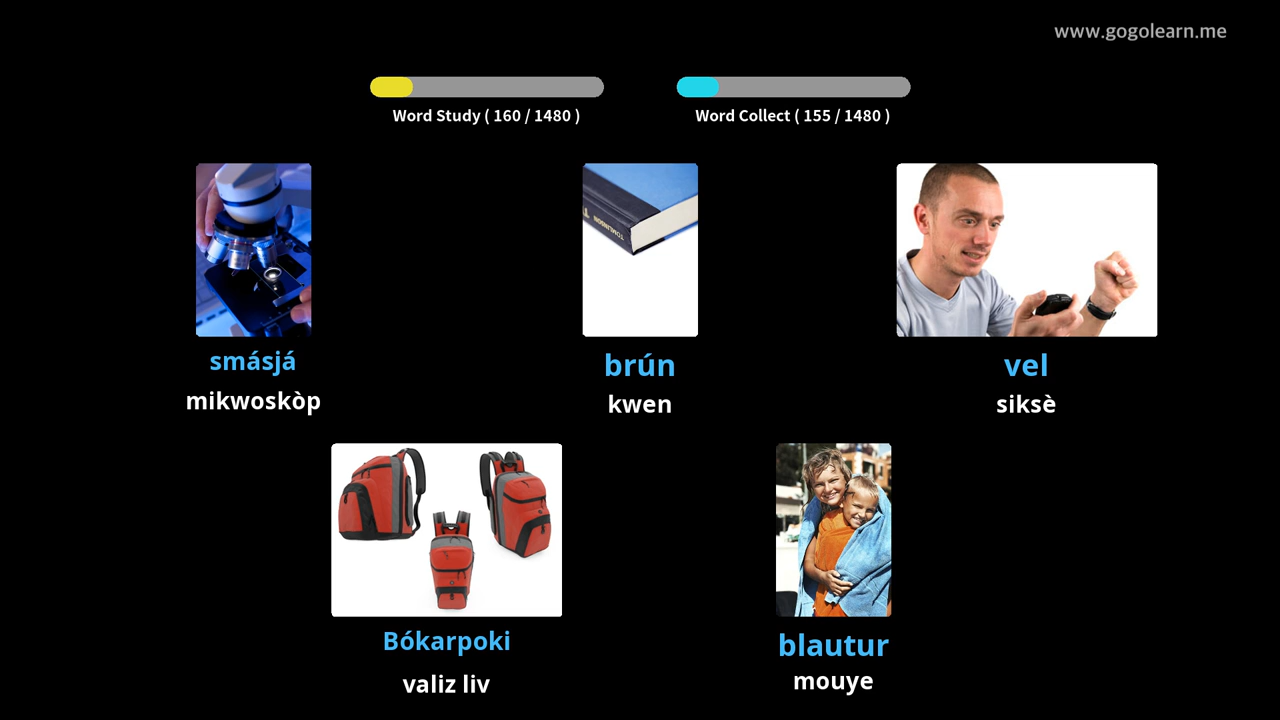 www.gogolearn.me
Word Study ( 160 / 1480 )
Word Collect ( 155 / 1480 )
TOMLINSON
smásjá
mikwoskòp
brún
kwen
vel
siksè
Bókarpoki
valiz liv
blautur
mouye